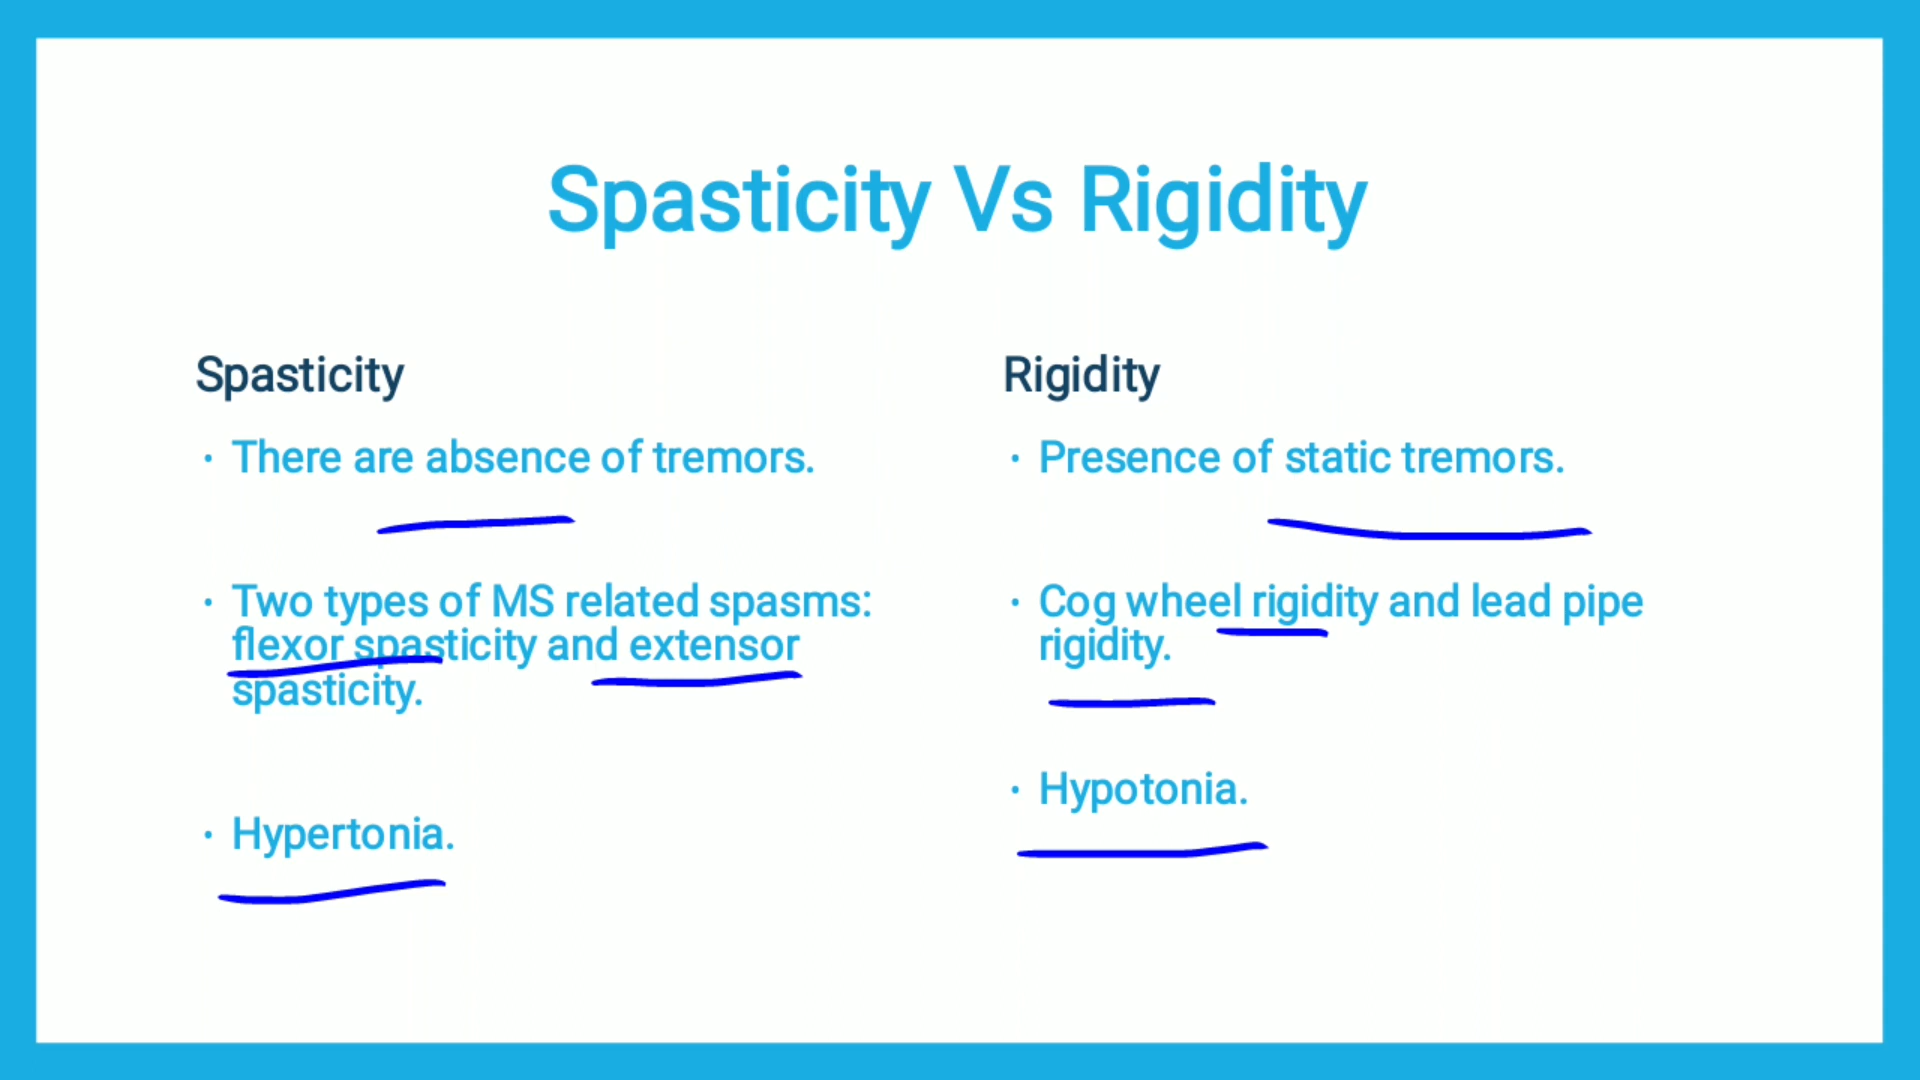 Spasticity Vs Rigidity
Spasticity
· There are absence of tremors.
· Two types of MS related spasms:
flexor spasticity and extensor
spasticity.
· Hypertonia.
Rigidity
· Presence of static tremors.
· Cog wheel rigidity and lead pipe
rigidity.
· Hypotonia.